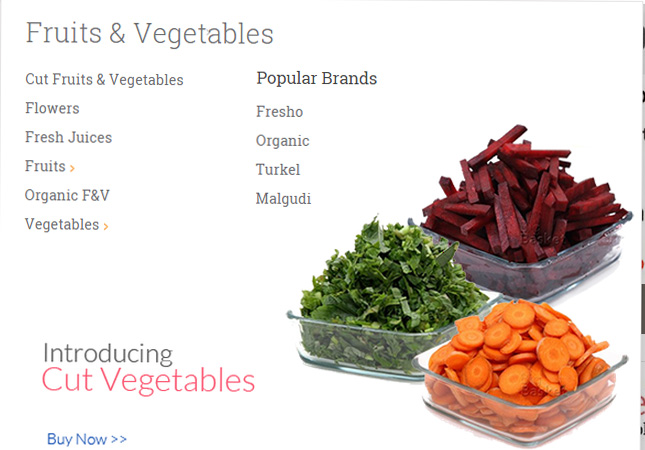 Fruits & Vegetables
Cut Fruits & Vegetables
Flowers
Fresh Juices
Fruits >
Organic F&V
Vegetables >
Popular Brands
Fresho
Organic
Turkel
Malgudi
Introducing
Cut Vegetables
Buy Now >>